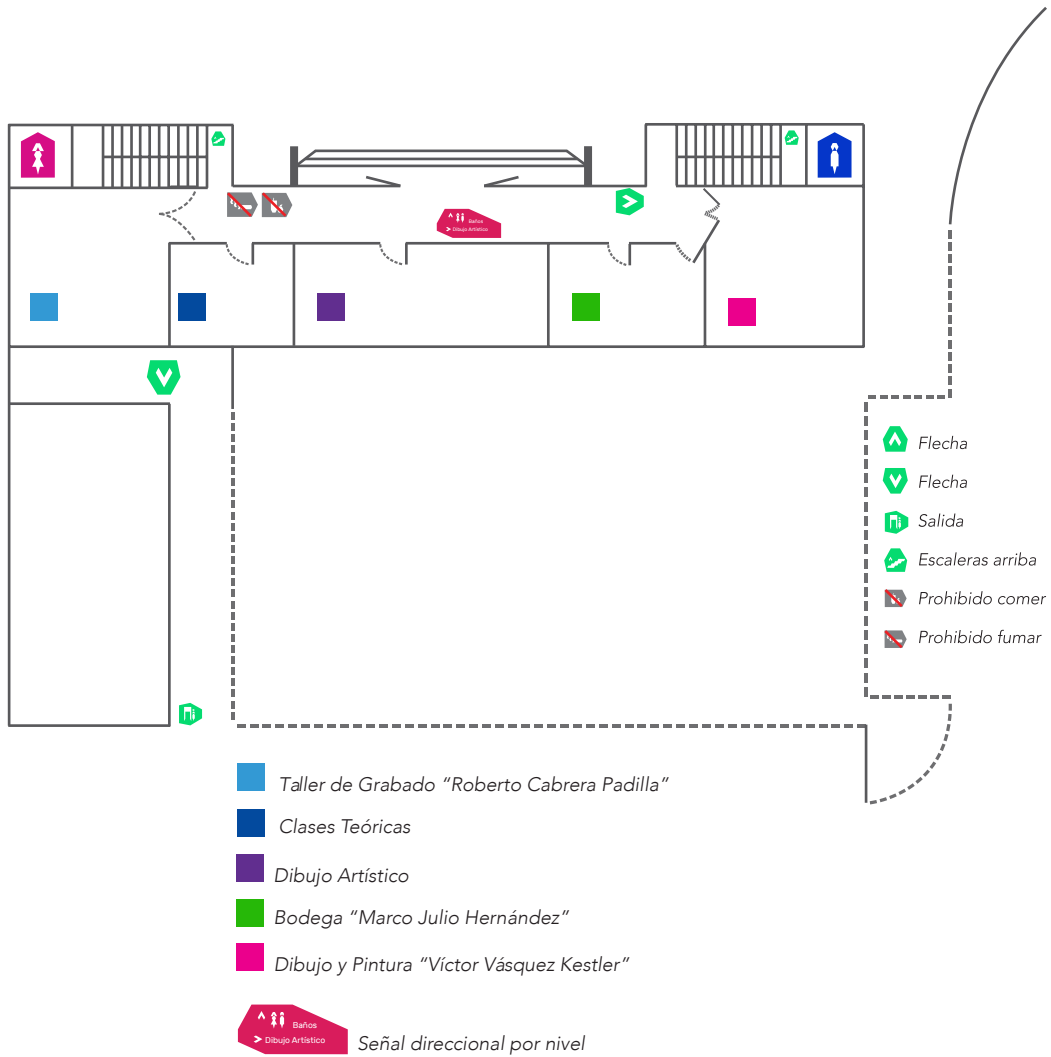 Baños
Dibujo Artístico
Flecha
Flecha
Salida
Escaleras arriba
Prohibido comer
Prohibido fumar
Taller de Grabado “Roberto Cabrera Padilla”
Clases Teóricas
Dibujo Artístico
Bodega “Marco Julio Hernández”
Dibujo y Pintura “Víctor Vásquez Kestler”
Baños
Dibujo Artístico
Señal direccional por nivel